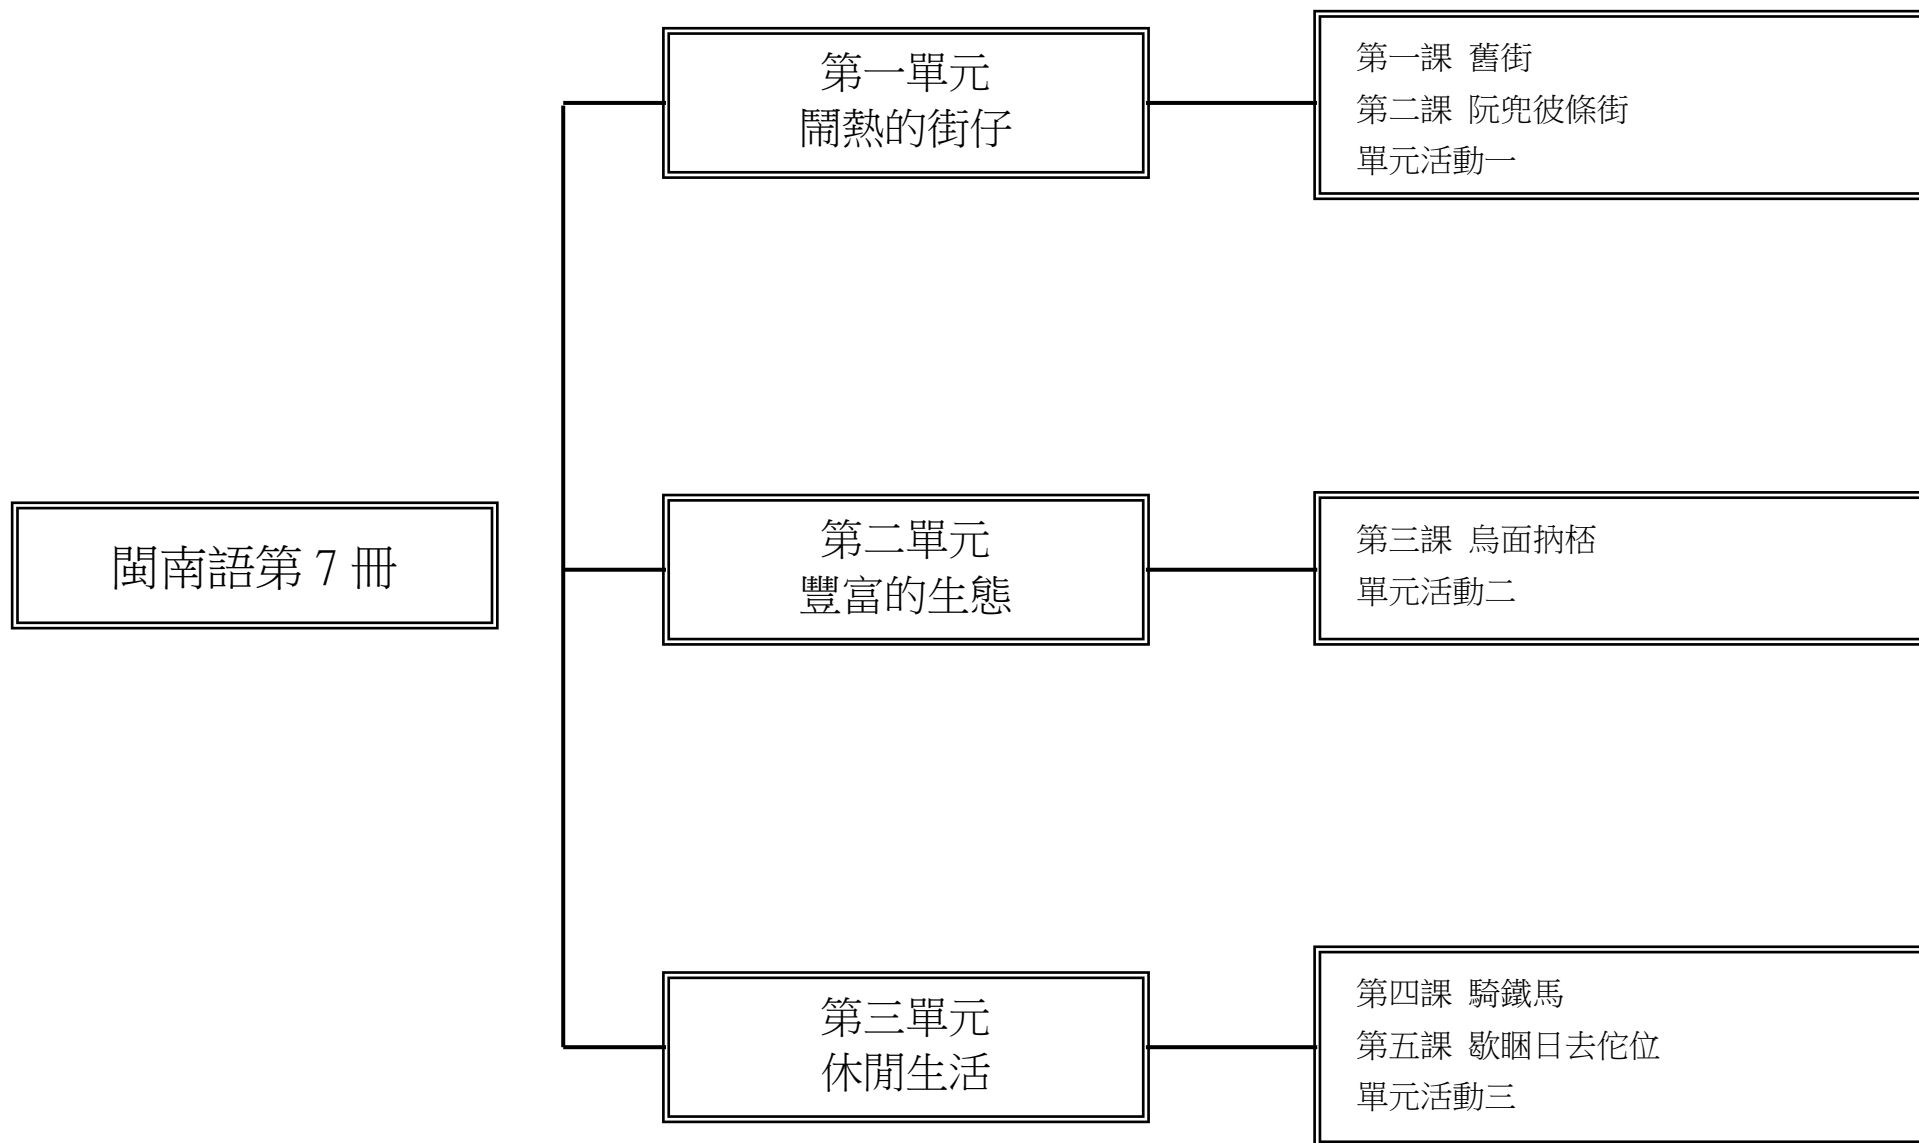 閩南語第 7 冊
第一單元
鬧熱的街仔
第一課 舊街
第二課 阮兜彼條街
單元活動一
第二單元
豐富的生態
第三課 烏面抐桮
單元活動二
第三單元
休閒生活
第四課 騎鐵馬
第五課 歇睏日去佗位
單元活動三